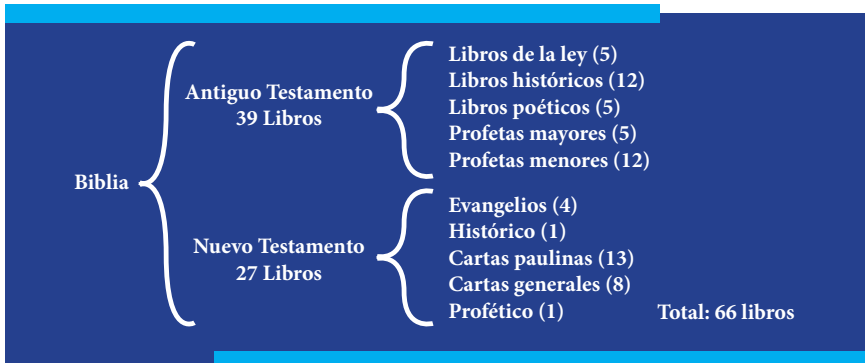 Biblia
Antiguo Testamento
39 Libros
Libros de la ley (5)
Libros históricos (12)
Libros poéticos (5)
Profetas mayores (5)
Profetas menores (12)
Nuevo Testamento
27 Libros
Evangelios (4)
Histórico (1)
Cartas paulinas (13)
Cartas generales (8)
Profético (1)
Total: 66 libros